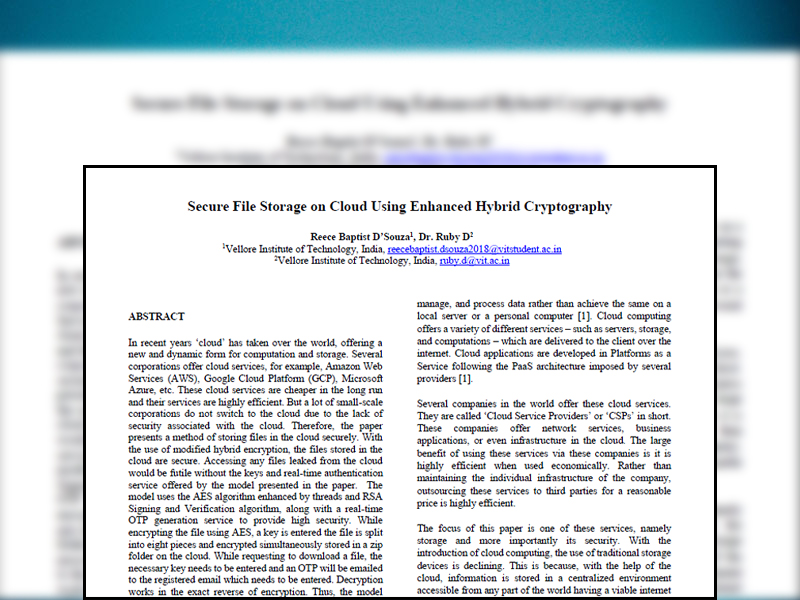 Secure File Storage on Cloud Using Enhanced Hybrid Cryptography
Reece Baptist D'Souza¹, Dr. Ruby D²
¹Vellore Institute of Technology, India, reecebaptist.dsouza2018@vitstudent.ac.in
²Vellore Institute of Technology, India, ruby.d@vit.ac.in
ABSTRACT
In recent years ‘cloud’ has taken over the world, offering a
new and dynamic form for computation and storage. Several
corporations offer cloud services, for example, Amazon Web
Services (AWS), Google Cloud Platform (GCP), Microsoft
Azure, etc. These cloud services are cheaper in the long run
and their services are highly efficient. But a lot of small-scale
corporations do not switch to the cloud due to the lack of
security associated with the cloud. Therefore, the paper
presents a method of storing files in the cloud securely. With
the use of modified hybrid encryption, the files stored in the
cloud are secure. Accessing any files leaked from the cloud
would be futile without the keys and real-time authentication
service offered by the model presented in the paper. The
model uses the AES algorithm enhanced by threads and RSA
Signing and Verification algorithm, along with a real-time
OTP generation service to provide high security. While
encrypting the file using AES, a key is entered the file is split
into eight pieces and encrypted simultaneously stored in a zip
folder on the cloud. While requesting to download a file, the
necessary key needs to be entered and an OTP will be emailed
to the registered email which needs to be entered. Decryption
works in the exact reverse of encryption. Thus, the model
manage, and process data rather than achieve the same on a
local server or a personal computer [1]. Cloud computing
offers a variety of different services – such as servers, storage,
and computations – which are delivered to the client over the
internet. Cloud applications are developed in Platforms as a
Service following the PaaS architecture imposed by several
providers [1].
Several companies in the world offer these cloud services.
They are called ‘Cloud Service Providers’ or ‘CSPs’ in short.
These companies offer network services, business
applications, or even infrastructure in the cloud. The large
benefit of using these services via these companies is it is
highly efficient when used economically. Rather than
maintaining the individual infrastructure of the company,
outsourcing these services to third parties for a reasonable
price is highly efficient.
The focus of this paper is one of these services, namely
storage and more importantly its security. With the
introduction of cloud computing, the use of traditional storage
devices is declining. This is because, with the help of the
cloud, information is stored in a centralized environment
accessible from any part of the world having a viable internet